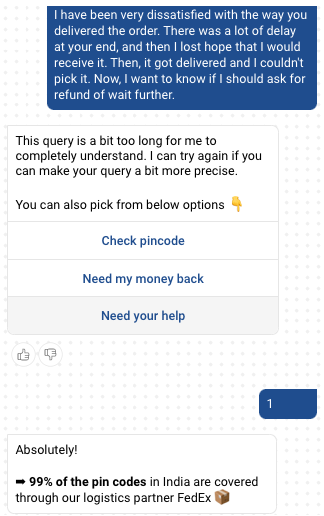 I have been very dissatisfied with the way you
delivered the order. There was a lot of delay
at your end, and then I lost hope that I would
receive it. Then, it got delivered and I couldn't
pick it. Now, I want to know if I should ask for
refund of wait further.
This query is a bit too long for me to
completely understand. I can try again if you
can make your query a bit more precise.
You can also pick from below options 👇
Check pincode
Need my money back
Need your help
1
Absolutely!
➡ 99% of the pin codes in India are covered
through our logistics partner FedEx 📦